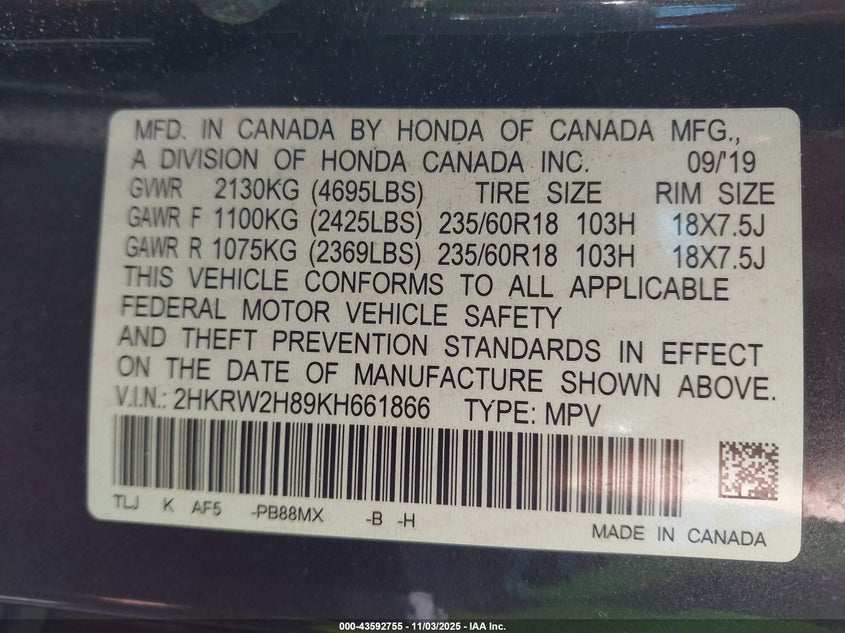 MFD. IN CANADA BY HONDA OF CANADA MFG.,
A DIVISION OF HONDA CANADA INC. 09/'19
GVWR 2130KG (4695LBS) TIRE SIZE RIM SIZE
GAWR F 1100KG (2425LBS) 235/60R18 103H 18X7.5J
GAWR R 1075KG (2369LBS) 235/60R18 103H 18X7.5J
THIS VEHICLE CONFORMS TO ALL APPLICABLE
FEDERAL MOTOR VEHICLE SAFETY
AND THEFT PREVENTION STANDARDS IN EFFECT
ON THE DATE OF MANUFACTURE SHOWN ABOVE.
V.I.N.: 2HKRW2H89KH661866 TYPE: MPV
TLJ K AF5 -PB88MX -B -H
MADE IN CANADA
000-43592755 - 11/03/2025 - IAA Inc.